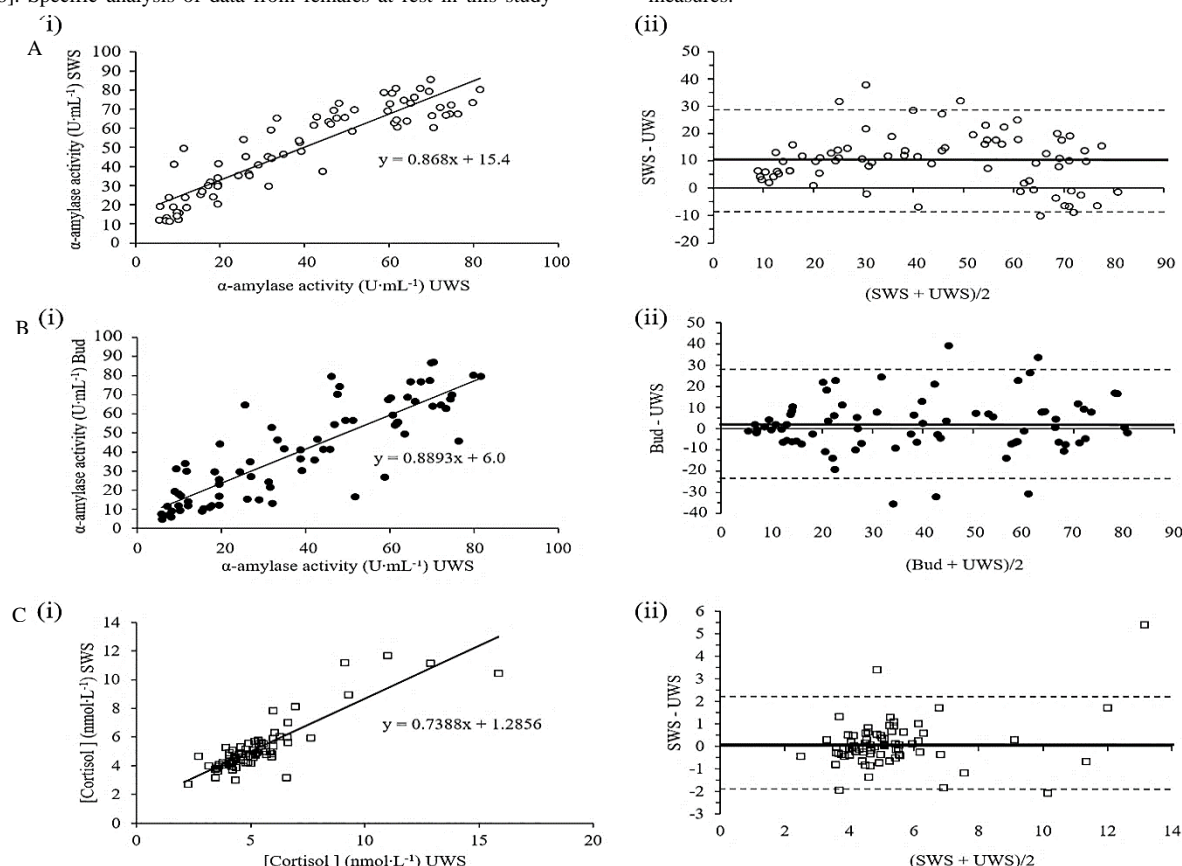 6]. Specific analysis of data from females at rest in this study
measures.
A i)
α-amylase activity (U·mL⁻¹) SWS
100
90
80
70
60
50
40
30
20
10
0
y = 0.868x + 15.4
0 20 40 60 80 100
α-amylase activity (U·mL⁻¹) UWS
(ii)
SWS - UWS
50
40
30
20
10
0
-10
-20
0 10 20 30 40 50 60 70 80 90
(SWS + UWS)/2
B (i)
α-amylase activity (U·mL⁻¹) Bud
100
90
80
70
60
50
40
30
20
10
0
y = 0.8893x + 6.0
0 20 40 60 80 100
α-amylase activity (U·mL⁻¹) UWS
(ii)
Bud - UWS
50
40
30
20
10
0
-10
-20
-30
-40
0 10 20 30 40 50 60 70 80 90
(Bud + UWS)/2
C (i)
[Cortisol ] (nmol·L⁻¹) SWS
14
12
10
8
6
4
2
0
y = 0.7388x + 1.2856
0 5 10 15 20
[Cortisol ] (nmol·L⁻¹) UWS
(ii)
SWS - UWS
6
5
4
3
2
1
0
-1
-2
-3
0 2 4 6 8 10 12 14
(SWS + UWS)/2